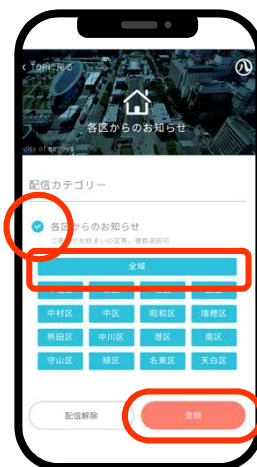 < TOPに戻る
各区からのお知らせ
city of nagoya
配信カテゴリー
各区からのお知らせ
全域
中村区 中区 昭和区 瑞穂区
熱田区 中川区 港区 南区
守山区 緑区 名東区 天白区
配信解除 登録